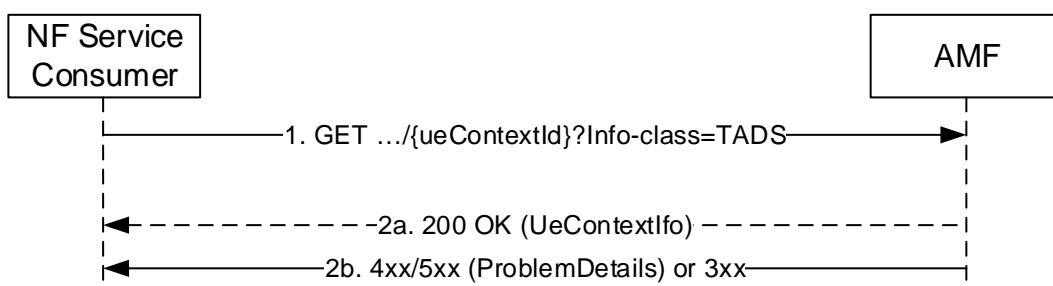 NF Service
Consumer
AMF
1. GET …/{ueContextId}?Info-class=TADS
2a. 200 OK (UeContextIfo)
2b. 4xx/5xx (ProblemDetails) or 3xx